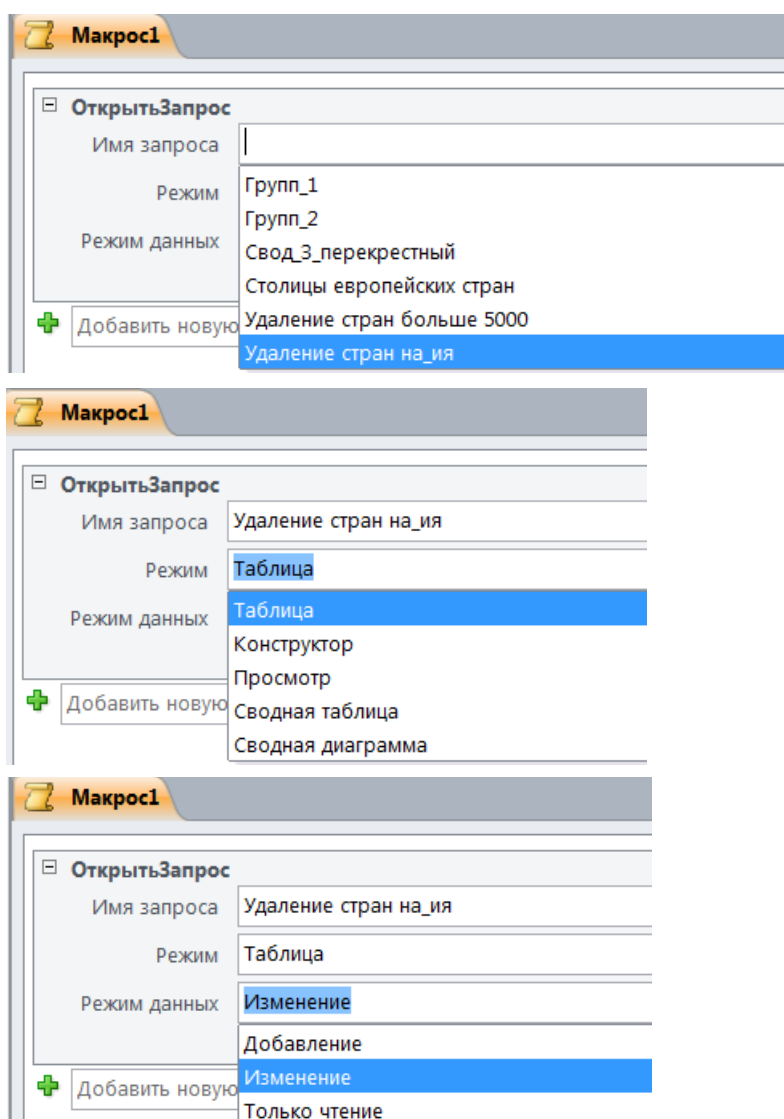 Макрос1
ОткрытьЗапрос
Имя запроса
Режим
Групп_1
Групп_2
Режим данных
Свод_3_перекрестный
Столицы европейских стран
Добавить новую
Удаление стран больше 5000
Удаление стран на_ия
Макрос1
ОткрытьЗапрос
Имя запроса Удаление стран на_ия
Режим Таблица
Режим данных Таблица
Конструктор
Просмотр
Добавить новую
Сводная таблица
Сводная диаграмма
Макрос1
ОткрытьЗапрос
Имя запроса Удаление стран на_ия
Режим Таблица
Режим данных Изменение
Добавление
Добавить новую Изменение
Только чтение